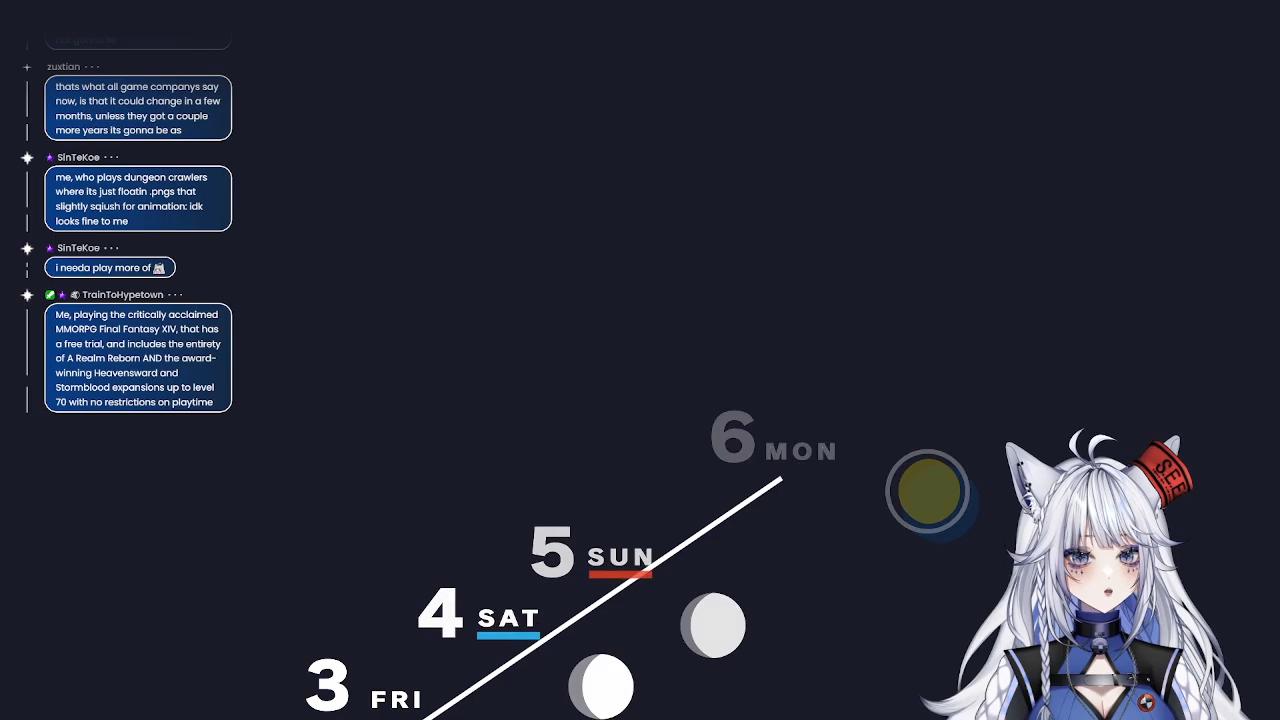 zuxtian
thats what all game companys say
now, is that it could change in a few
months, unless they got a couple
more years its gonna be as
SinTeKoe
me, who plays dungeon crawlers
where its just floatin .pngs that
slightly sqiush for animation: idk
looks fine to me
SinTeKoe
i needa play more of
TrainToHypetown
Me, playing the critically acclaimed
MMORPG Final Fantasy XIV, that has
a free trial, and includes the entirety
of A Realm Reborn AND the award-
winning Heavensward and
Stormblood expansions up to level
70 with no restrictions on playtime
6 MON
5 SUN
4 SAT
3 FRI
SEE